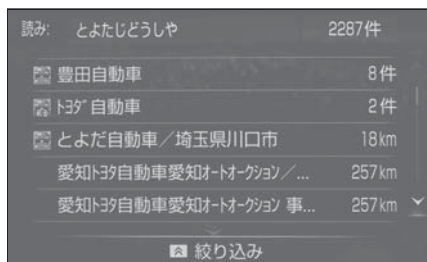 読み: とよたじどうしや 2287件
豊田自動車 8件
トヨダ自動車 2件
とよだ自動車／埼玉県川口市 18km
愛知トヨタ自動車愛知オートオークション／... 257km
愛知トヨタ自動車愛知オートオークション 事... 257km
絞り込み